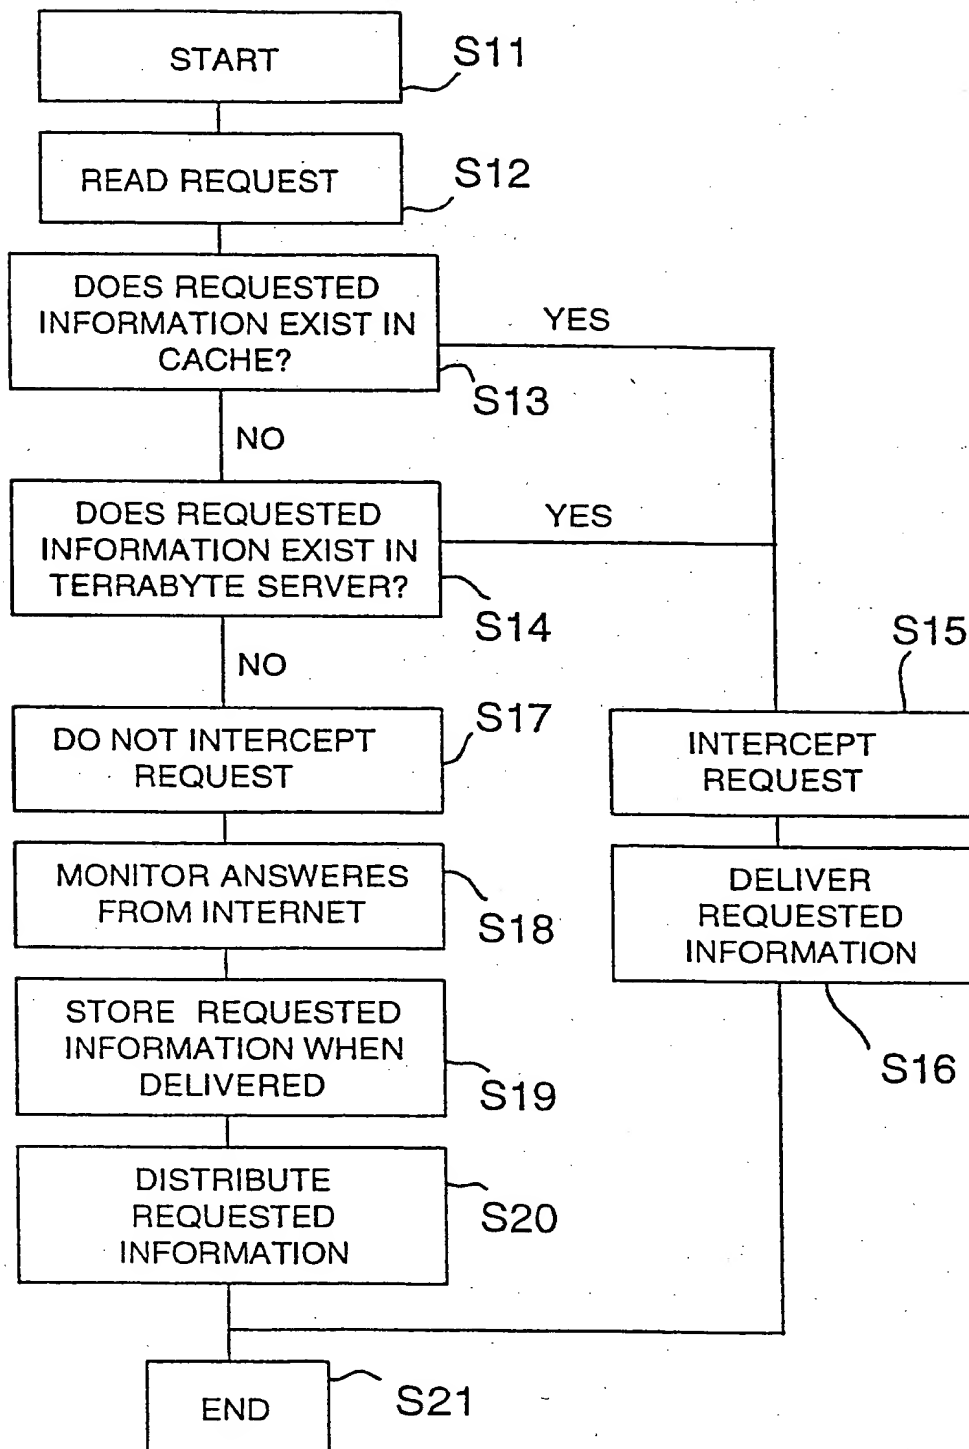 START
S11
READ REQUEST
S12
DOES REQUESTED
INFORMATION EXIST IN
CACHE?
YES
S13
NO
DOES REQUESTED
INFORMATION EXIST IN
TERRABYTE SERVER?
YES
S14
NO
S15
DO NOT INTERCEPT
REQUEST
S17
INTERCEPT
REQUEST
MONITOR ANSWERES
FROM INTERNET
S18
DELIVER
REQUESTED
INFORMATION
S16
STORE REQUESTED
INFORMATION WHEN
DELIVERED
S19
DISTRIBUTE
REQUESTED
INFORMATION
S20
END
S21